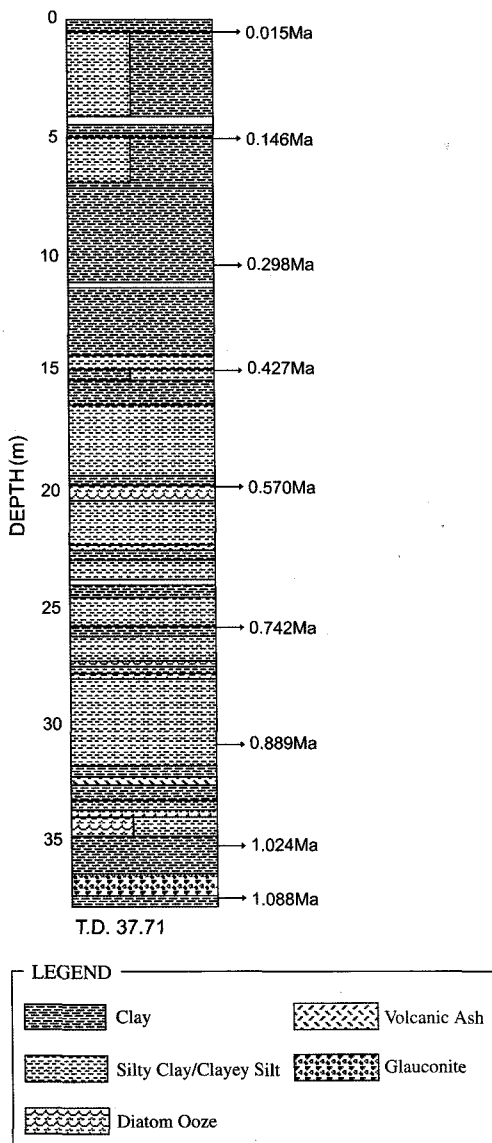 0
0.015Ma
5
0.146Ma
10
0.298Ma
15
0.427Ma
DEPTH (m)
20
0.570Ma
25
0.742Ma
30
0.889Ma
35
1.024Ma
1.088Ma
T.D. 37.71
LEGEND
Clay
Volcanic Ash
Silty Clay/Clayey Silt
Glauconite
Diatom Ooze